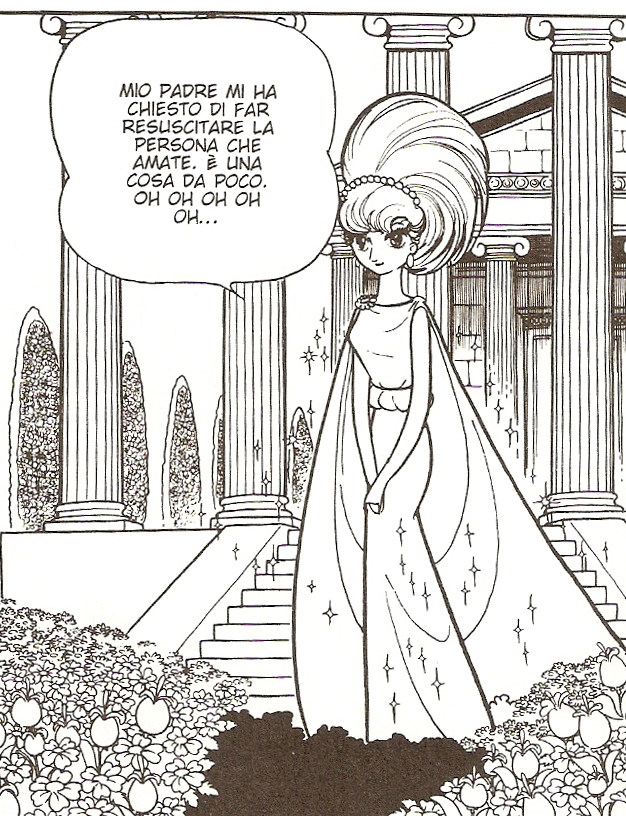 MIO PADRE MI HA
CHIESTO DI FAR
RESUSCITARE LA
PERSONA CHE
AMATE. È UNA
COSA DA POCO.
OH OH OH OH
OH...